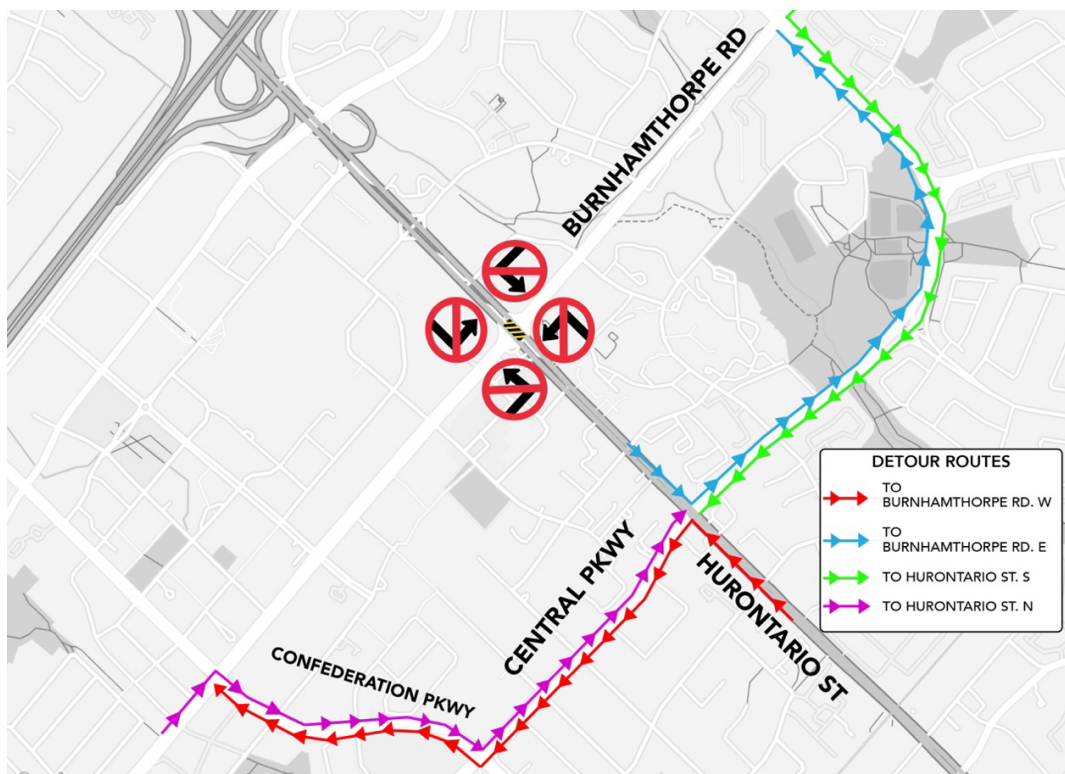 BURNHAMTHORPE RD
CENTRAL PKWY
HURONTARIO ST
CONFEDERATION PKWY
DETOUR ROUTES
TO
BURNHAMTHORPE RD. W
TO
BURNHAMTHORPE RD. E
TO HURONTARIO ST. S
TO HURONTARIO ST. N